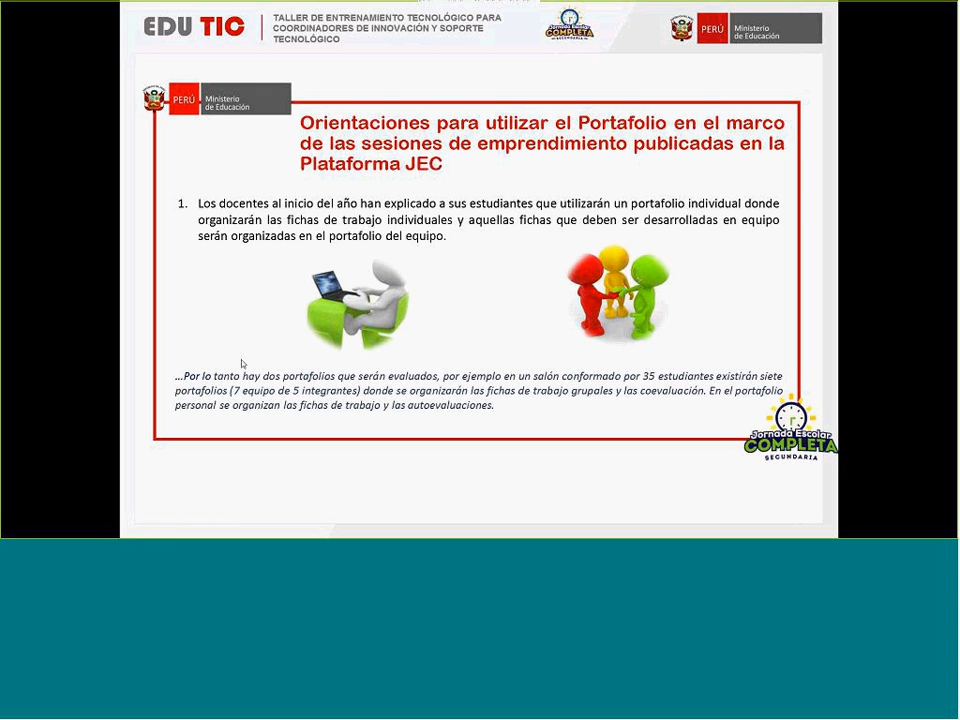 EDU TIC
TALLER DE ENTRENAMIENTO TECNOLÓGICO PARA
COORDINADORES DE INNOVACIÓN Y SOPORTE
TECNOLÓGICO
Jornada Escolar
COMPLETA
SECUNDARIA
PERÚ
Ministerio
de Educación
PERÚ
Ministerio
de Educación
Orientaciones para utilizar el Portafolio en el marco
de las sesiones de emprendimiento publicadas en la
Plataforma JEC
1. Los docentes al inicio del año han explicado a sus estudiantes que utilizarán un portafolio individual donde
organizarán las fichas de trabajo individuales y aquellas fichas que deben ser desarrolladas en equipo
serán organizadas en el portafolio del equipo.
...Por lo tanto hay dos portafolios que serán evaluados, por ejemplo en un salón conformado por 35 estudiantes existirán siete
portafolios (7 equipo de 5 integrantes) donde se organizarán las fichas de trabajo grupales y las coevaluación. En el portafolio
personal se organizan las fichas de trabajo y las autoevaluaciones.
Jornada Escolar
COMPLETA
SECUNDARIA